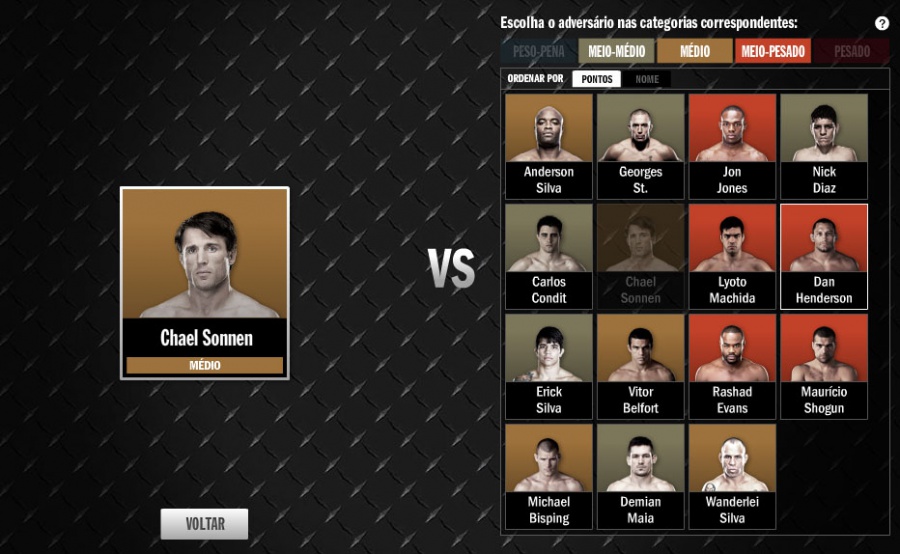 Escolha o adversário nas categorias correspondentes:
?
PESO-PENA MEIO-MÉDIO MÉDIO MEIO-PESADO PESADO
ORDENAR POR PONTOS NOME
Anderson
Silva
Georges
St.
Jon
Jones
Nick
Diaz
Carlos
Condit
Chael
Sonnen
Lyoto
Machida
Dan
Henderson
Erick
Silva
Vitor
Belfort
Rashad
Evans
Maurício
Shogun
Michael
Bisping
Demian
Maia
Wanderlei
Silva
Chael Sonnen
MÉDIO
VS
VOLTAR